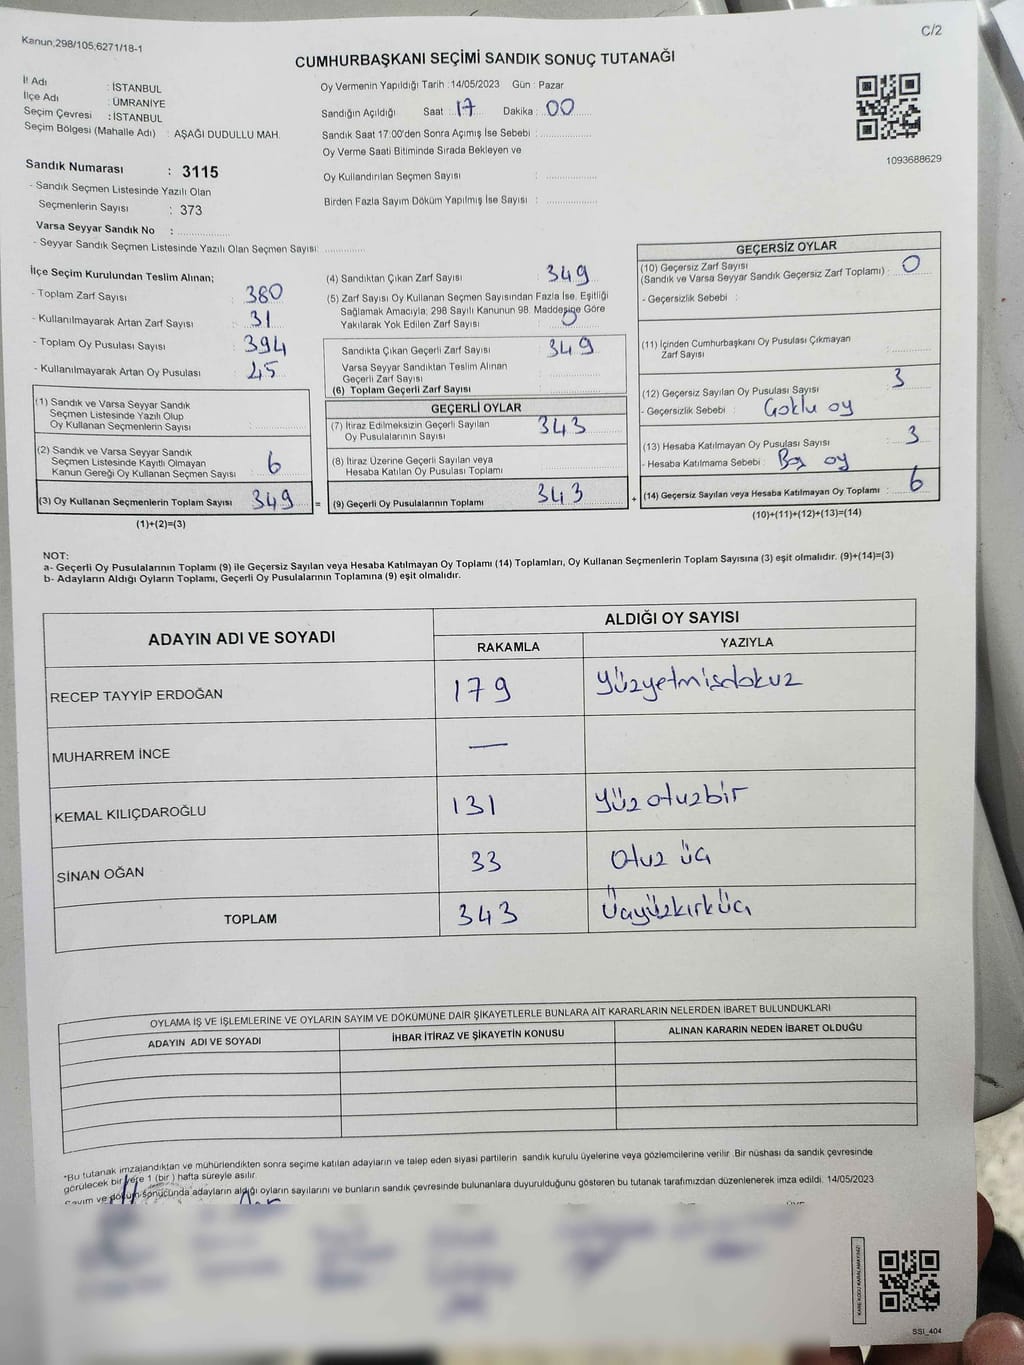 Kanun,298/105,6271/18-1
C/2
CUMHURBAŞKANI SEÇİMİ SANDIK SONUÇ TUTANAĞI
İl Adı : İSTANBUL
İlçe Adı : ÜMRANİYE
Seçim Çevresi : İSTANBUL
Seçim Bölgesi (Mahalle Adı) : AŞAĞI DUDULLU MAH.
Sandık Numarası : 3115
- Sandık Seçmen Listesinde Yazılı Olan
Seçmenlerin Sayısı : 373
Varsa Seyyar Sandık No :
- Seyyar Sandık Seçmen Listesinde Yazılı Olan Seçmen Sayısı:
Oy Vermenin Yapıldığı Tarih : 14/05/2023 Gün : Pazar
Sandığın Açıldığı Saat : 17 Dakika : 00
Sandık Saat 17:00'den Sonra Açımış İse Sebebi :
Oy Verme Saati Bitiminde Sırada Bekleyen ve
Oy Kullandırılan Seçmen Sayısı :
Birden Fazla Sayım Döküm Yapılmış İse Sayısı :
1093688629
İlçe Seçim Kurulundan Teslim Alınan;
- Toplam Zarf Sayısı : 380
- Kullanılmayarak Artan Zarf Sayısı : 31
- Toplam Oy Pusulası Sayısı : 394
- Kullanılmayarak Artan Oy Pusulası : 45
(1) Sandık ve Varsa Seyyar Sandık
Seçmen Listesinde Yazılı Olup
Oy Kullanan Seçmenlerin Sayısı :
(2) Sandık ve Varsa Seyyar Sandık
Seçmen Listesinde Kayıtlı Olmayan
Kanun Gereği Oy Kullanan Seçmen Sayısı : 6
(3) Oy Kullanan Seçmenlerin Toplam Sayısı : 349 =
(1)+(2)=(3)
(4) Sandıktan Çıkan Zarf Sayısı : 349
(5) Zarf Sayısı Oy Kullanan Seçmen Sayısından Fazla İse, Eşitliği
Sağlamak Amacıyla; 298 Sayılı Kanunun 98. Maddesine Göre
Yakılarak Yok Edilen Zarf Sayısı : 0
Sandıkta Çıkan Geçerli Zarf Sayısı : 349
Varsa Seyyar Sandıktan Teslim Alınan
Geçerli Zarf Sayısı :
(6) Toplam Geçerli Zarf Sayısı :
GEÇERLİ OYLAR
(7) İtiraz Edilmeksizin Geçerli Sayılan
Oy Pusulalarının Sayısı : 343
(8) İtiraz Üzerine Geçerli Sayılan veya
Hesaba Katılan Oy Pusulası Toplamı :
(9) Geçerli Oy Pusulalarının Toplamı : 343 +
GEÇERSİZ OYLAR
(10) Geçersiz Zarf Sayısı
(Sandık ve Varsa Seyyar Sandık Geçersiz Zarf Toplamı) : 0
- Geçersizlik Sebebi :
(11) İçinden Cumhurbaşkanı Oy Pusulası Çıkmayan
Zarf Sayısı :
(12) Geçersiz Sayılan Oy Pusulası Sayısı : 3
- Geçersizlik Sebebi : Çoklu oy
(13) Hesaba Katılmayan Oy Pusulası Sayısı : 3
- Hesaba Katılmama Sebebi : Boş oy
(14) Geçersiz Sayılan veya Hesaba Katılmayan Oy Toplamı : 6
(10)+(11)+(12)+(13)=(14)
NOT:
a- Geçerli Oy Pusulalarının Toplamı (9) ile Geçersiz Sayılan veya Hesaba Katılmayan Oy Toplamı (14) Toplamları, Oy Kullanan Seçmenlerin Toplam Sayısına (3) eşit olmalıdır. (9)+(14)=(3)
b- Adayların Aldığı Oyların Toplamı, Geçerli Oy Pusulalarının Toplamına (9) eşit olmalıdır.
ADAYIN ADI VE SOYADI
ALDIĞI OY SAYISI
RAKAMLA YAZIYLA
RECEP TAYYİP ERDOĞAN 179 Yüzyetmişdokuz
MUHARREM İNCE —
KEMAL KILIÇDAROĞLU 131 Yüz otuzbir
SİNAN OĞAN 33 Otuz üç
TOPLAM 343 Üçyüzkırküç
OYLAMA İŞ VE İŞLEMLERİNE VE OYLARIN SAYIM VE DÖKÜMÜNE DAİR ŞİKAYETLERLE BUNLARA AİT KARARLARIN NELERDEN İBARET BULUNDUKLARI
ADAYIN ADI VE SOYADI İHBAR İTİRAZ VE ŞİKAYETİN KONUSU ALINAN KARARIN NEDEN İBARET OLDUĞU
*Bu tutanak imzalandıktan ve mühürlendikten sonra seçime katılan adayların ve talep eden siyasi partilerin sandık kurulu üyelerine veya gözlemcilerine verilir. Bir nüshası da sandık çevresinde
görülecek bir yere 1 (bir) hafta süreyle asılır.
Sayım ve döküm sonucunda adayların aldığı oyların sayılarını ve bunların sandık çevresinde bulunanlara duyurulduğunu gösteren bu tutanak tarafımızdan düzenlenerek imza edildi. 14/05/2023
SSI_404